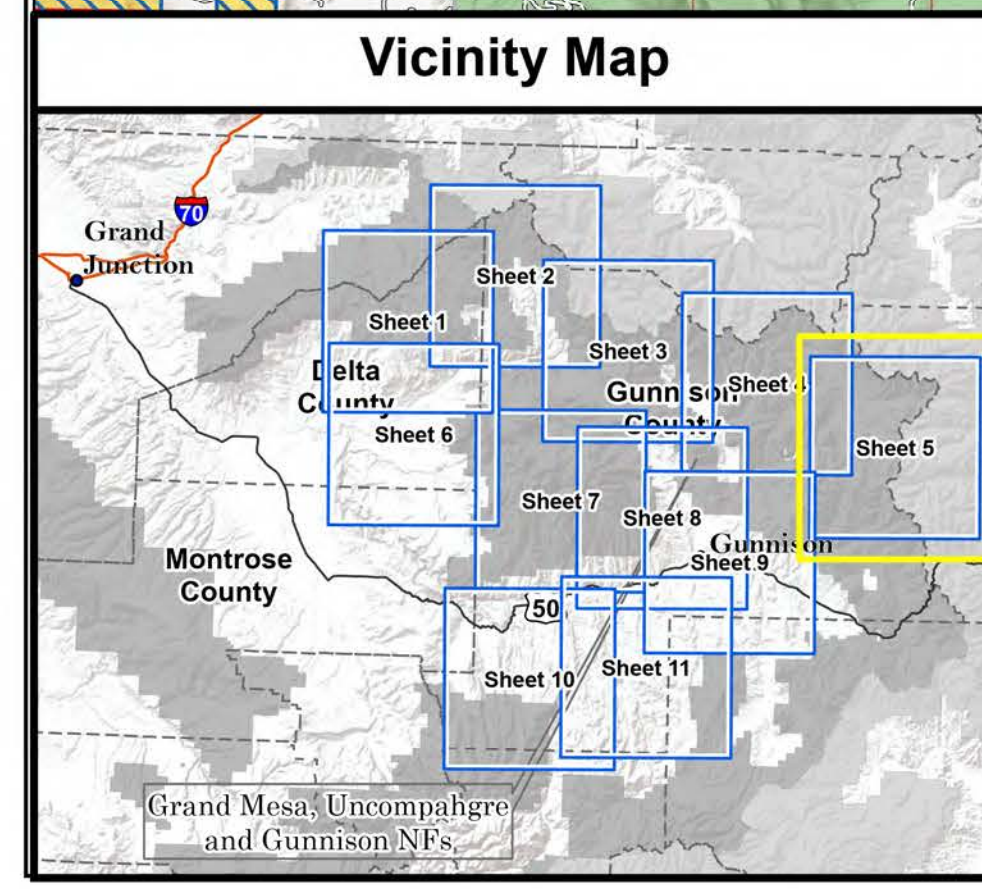 Vicinity Map
70
Grand
Junction
Sheet 2
Sheet 1
Sheet 3
Delta
County
Gunnison
County
Sheet 4
Sheet 6
Sheet 5
Sheet 7
Sheet 8
Gunnison
Sheet 9
Montrose
County
50
Sheet 10
Sheet 11
Grand Mesa, Uncompahgre
and Gunnison NFs